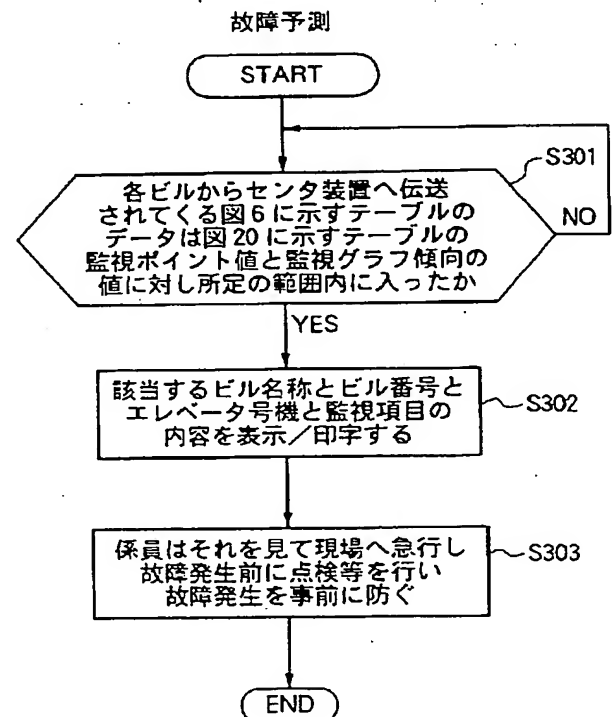 故障予測
START
S301
各ビルからセンタ装置へ伝送
されてくる図6に示すテーブルの
データは図20に示すテーブルの
監視ポイント値と監視グラフ傾向の
値に対し所定の範囲内に入ったか
NO
YES
該当するビル名称とビル番号と
エレベータ号機と監視項目の
内容を表示/印字する
S302
係員はそれを見て現場へ急行し
故障発生前に点検等を行い
故障発生を事前に防ぐ
S303
END